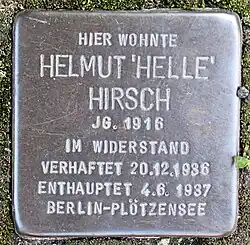 HIER WOHNTE
HELMUT 'HELLE'
HIRSCH
JG. 1916
IM WIDERSTAND
VERHAFTET 20.12.1936
ENTHAUPTET 4.6. 1937
BERLIN-PLÖTZENSEE